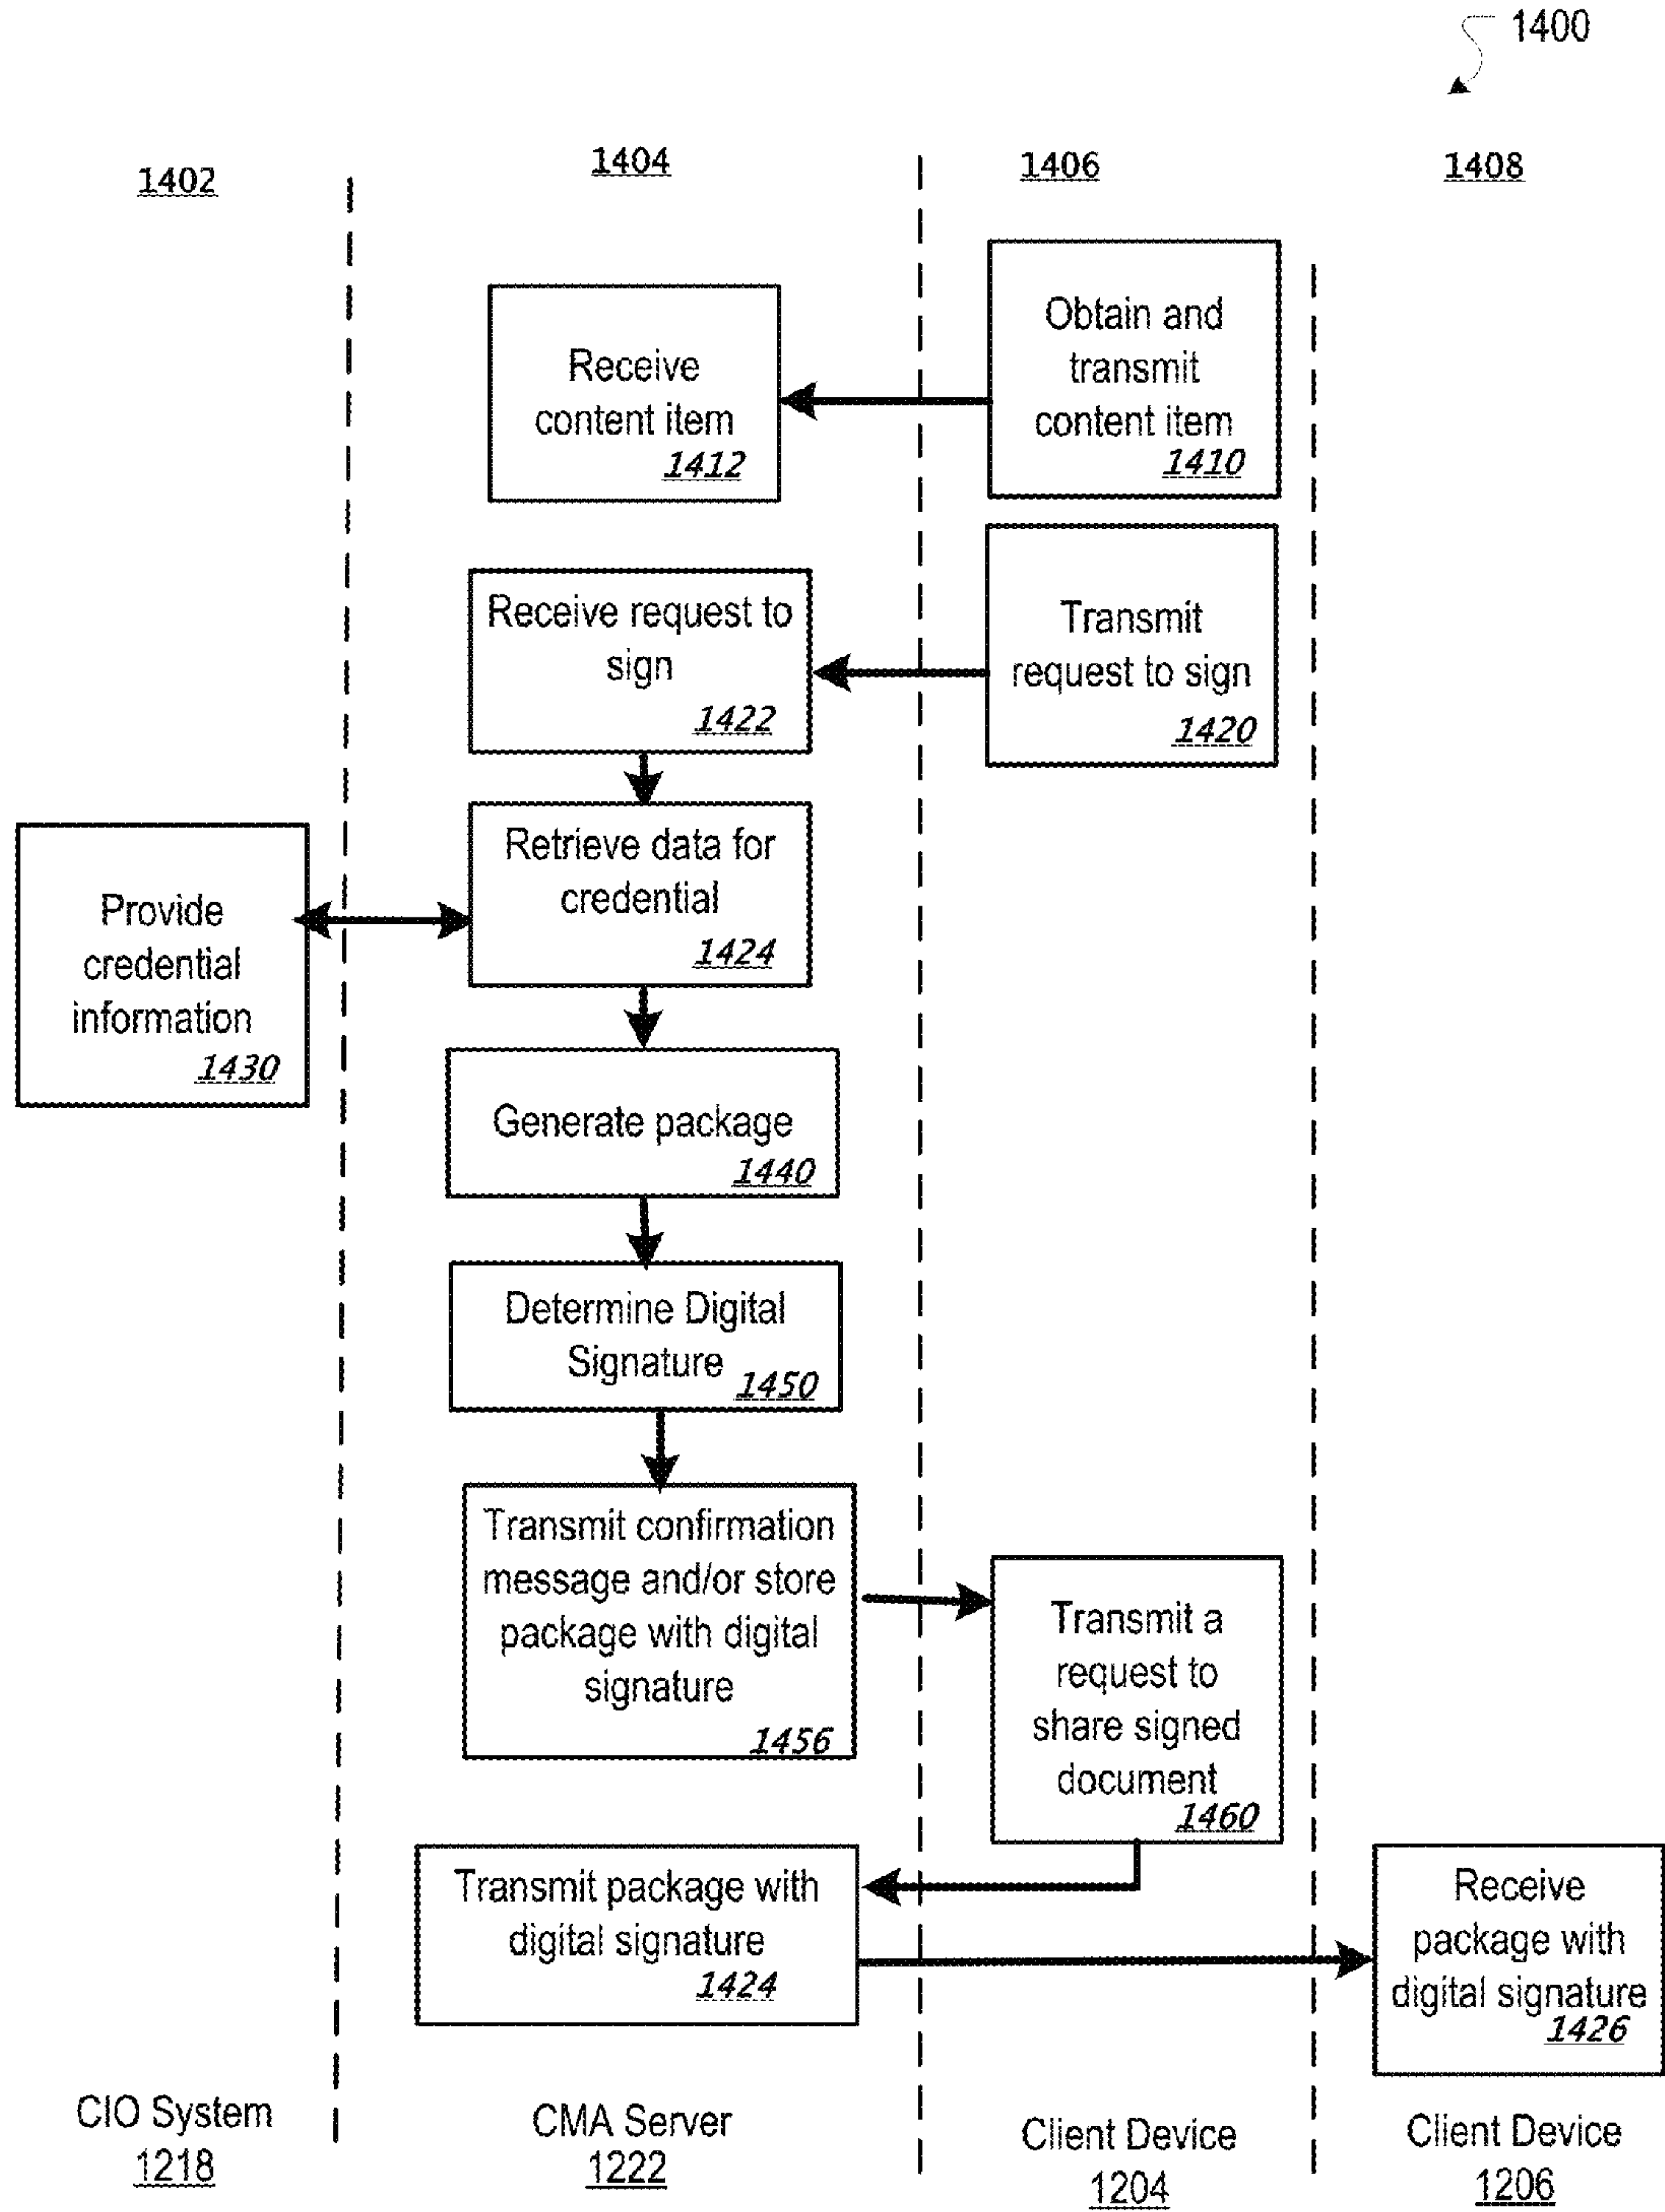 1400
1402
1404
1406
1408
Obtain and
transmit
content item
1410
Receive
content item
1412
Transmit
request to sign
1420
Receive request to
sign
1422
Retrieve data for
credential
1424
Provide
credential
information
1430
Generate package
1440
Determine Digital
Signature
1450
Transmit confirmation
message and/or store
package with digital
signature
1456
Transmit a
request to
share signed
document
1460
Transmit package with
digital signature
1424
Receive
package with
digital signature
1426
CIO System
1218
CMA Server
1222
Client Device
1204
Client Device
1206